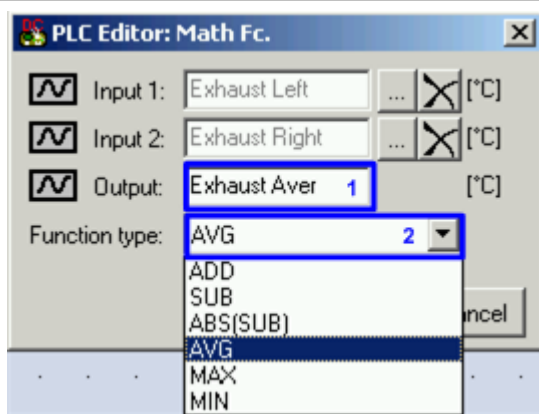 PLC Editor: Math Fc.
Input 1: Exhaust Left ... [°C]
Input 2: Exhaust Right ... [°C]
Output: Exhaust Aver 1 [°C]
Function type: AVG 2
ADD
SUB
ABS(SUB)
AVG
MAX
MIN